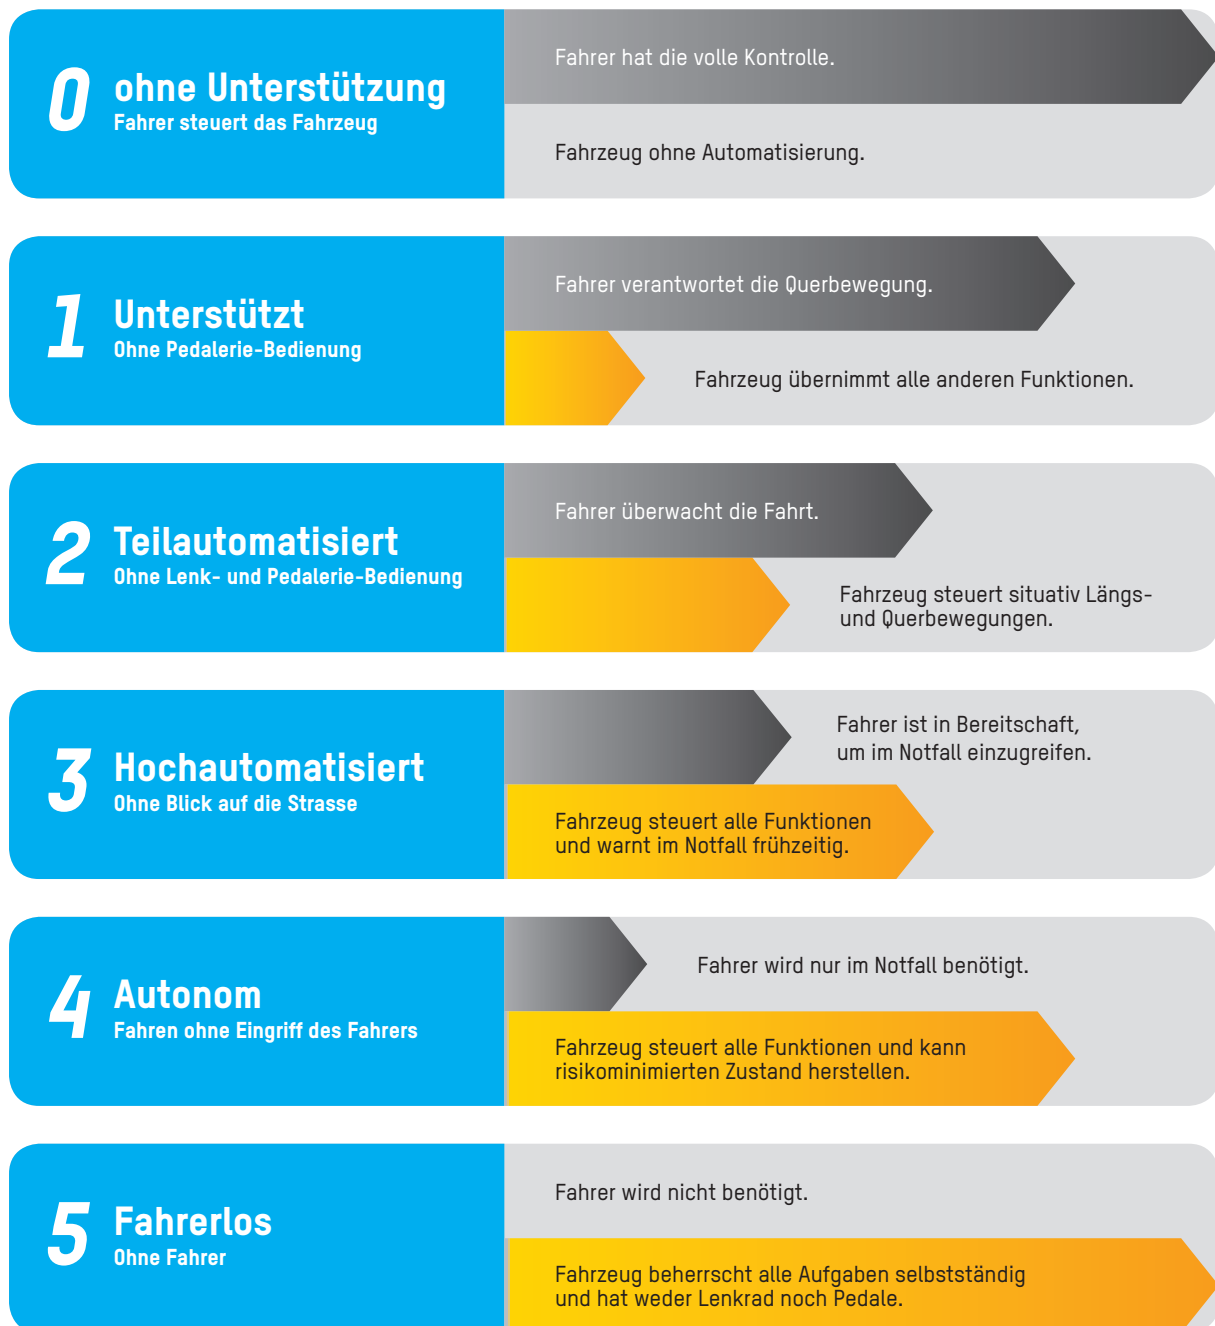 0
ohne Unterstützung
Fahrer steuert das Fahrzeug
Fahrer hat die volle Kontrolle.
Fahrzeug ohne Automatisierung.
1
Unterstützt
Ohne Pedalerie-Bedienung
Fahrer verantwortet die Querbewegung.
Fahrzeug übernimmt alle anderen Funktionen.
2
Teilautomatisiert
Ohne Lenk- und Pedalerie-Bedienung
Fahrer überwacht die Fahrt.
Fahrzeug steuert situativ Längs-
und Querbewegungen.
3
Hochautomatisiert
Ohne Blick auf die Strasse
Fahrer ist in Bereitschaft,
um im Notfall einzugreifen.
Fahrzeug steuert alle Funktionen
und warnt im Notfall frühzeitig.
4
Autonom
Fahren ohne Eingriff des Fahrers
Fahrer wird nur im Notfall benötigt.
Fahrzeug steuert alle Funktionen und kann
risikominimierten Zustand herstellen.
5
Fahrerlos
Ohne Fahrer
Fahrer wird nicht benötigt.
Fahrzeug beherrscht alle Aufgaben selbstständig
und hat weder Lenkrad noch Pedale.